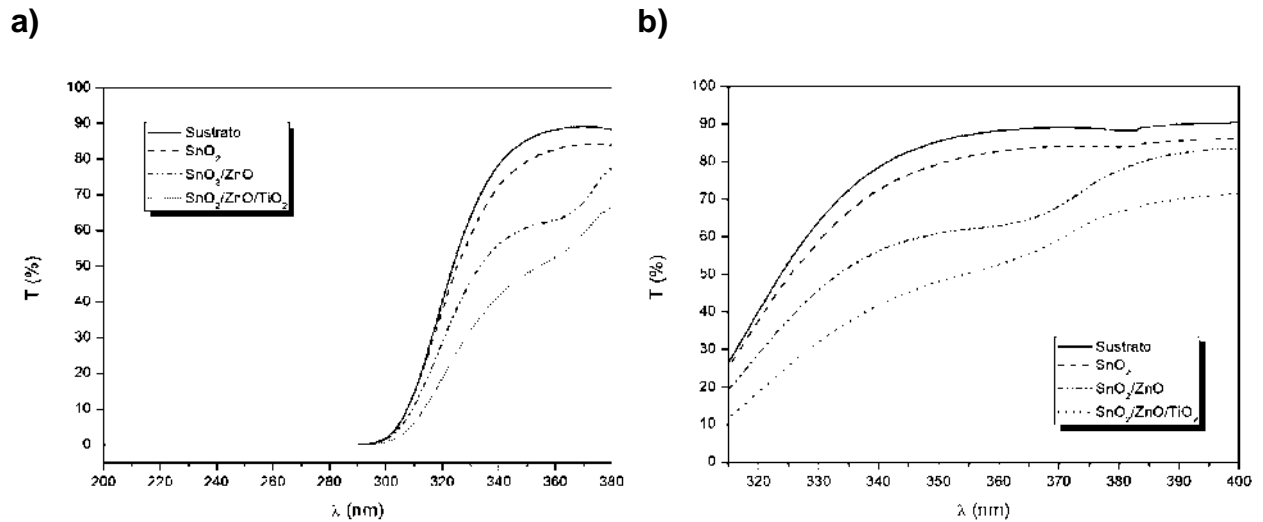 a)
b)
100
90
80
70
60
50
40
30
20
10
0
T (%)
Sustrato
SnO₂
SnO₂/ZnO
SnO₂/ZnO/TiO₂
200 220 240 260 280 300 320 340 360 380
λ (nm)
100
90
80
70
60
50
40
30
20
10
0
T (%)
Sustrato
SnO₂
SnO₂/ZnO
SnO₂/ZnO/TiO₂
320 330 340 350 360 370 380 390 400
λ (nm)